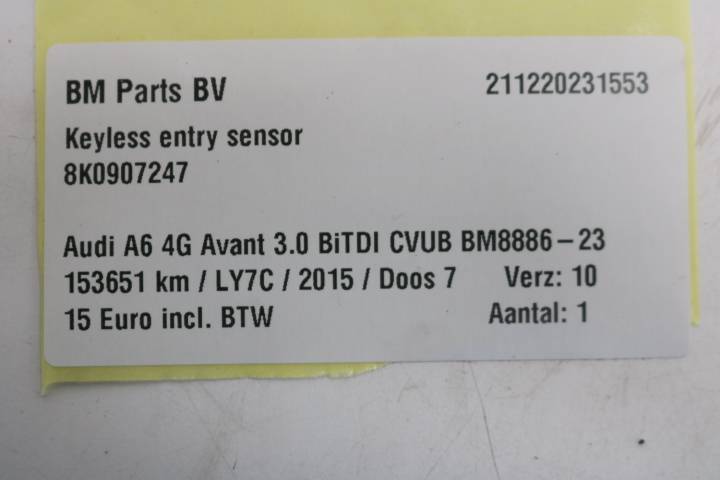 BM Parts BV 211220231553
Keyless entry sensor
8K0907247
Audi A6 4G Avant 3.0 BiTDI CVUB BM8886-23
153651 km / LY7C / 2015 / Doos 7 Verz: 10
15 Euro incl. BTW Aantal: 1